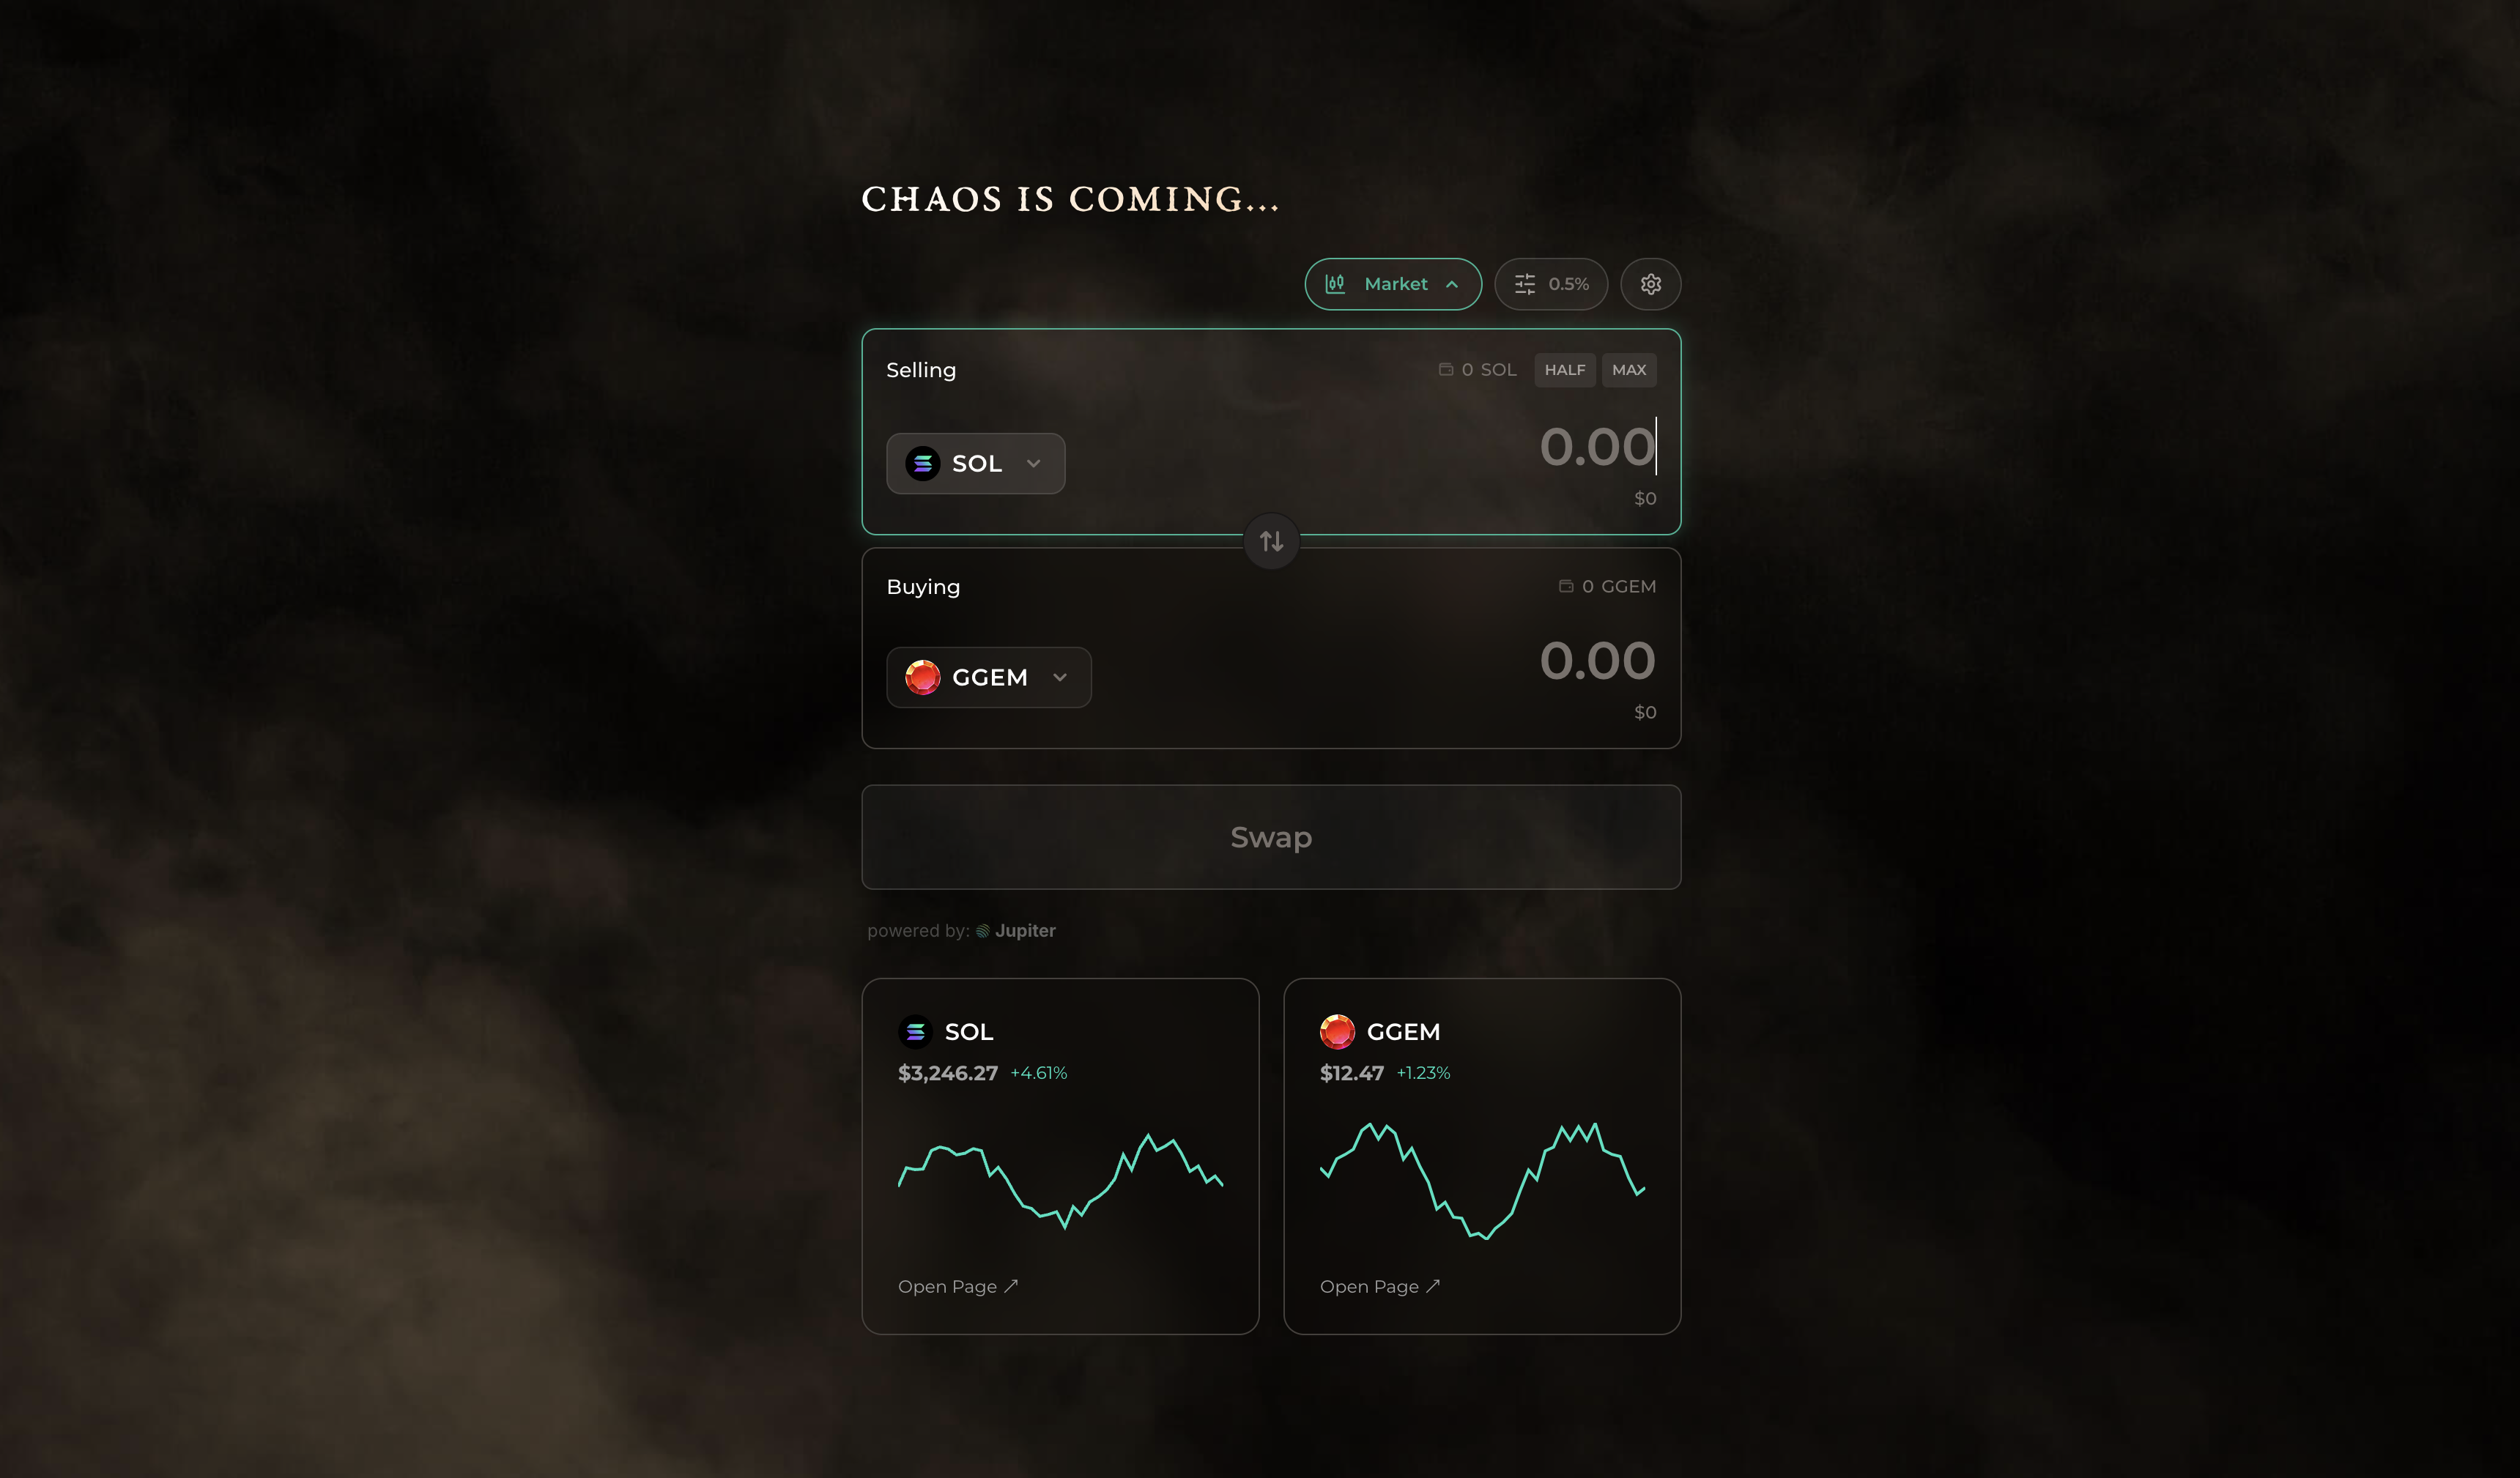 CHAOS IS COMING...
Market 0.5%
Selling 0 SOL HALF MAX
SOL 0.00
$0
Buying 0 GGEM
GGEM 0.00
$0
Swap
powered by: Jupiter
SOL
$3,246.27 +4.61%
Open Page ↗
GGEM
$12.47 +1.23%
Open Page ↗